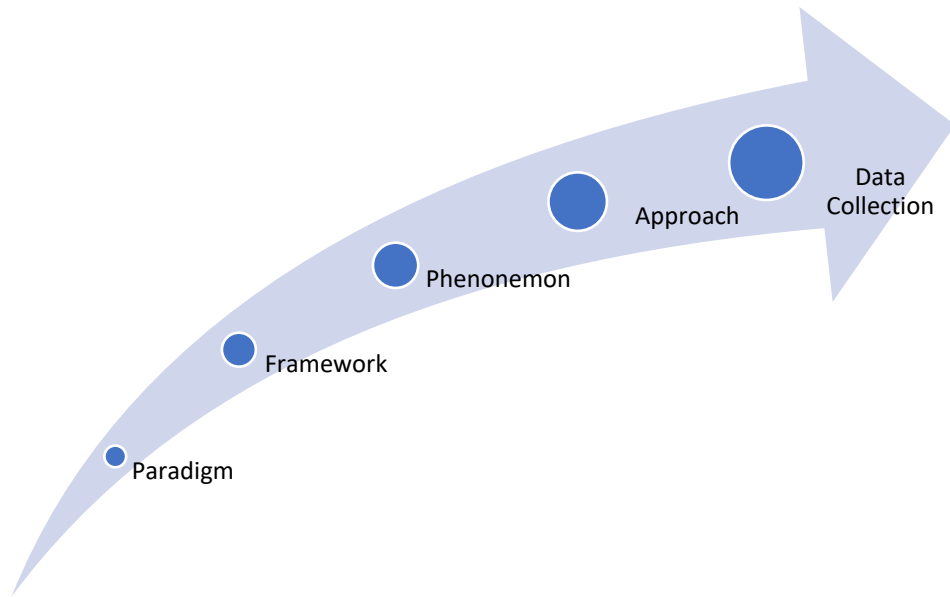 Paradigm
Framework
Phenonemon
Approach
Data
Collection